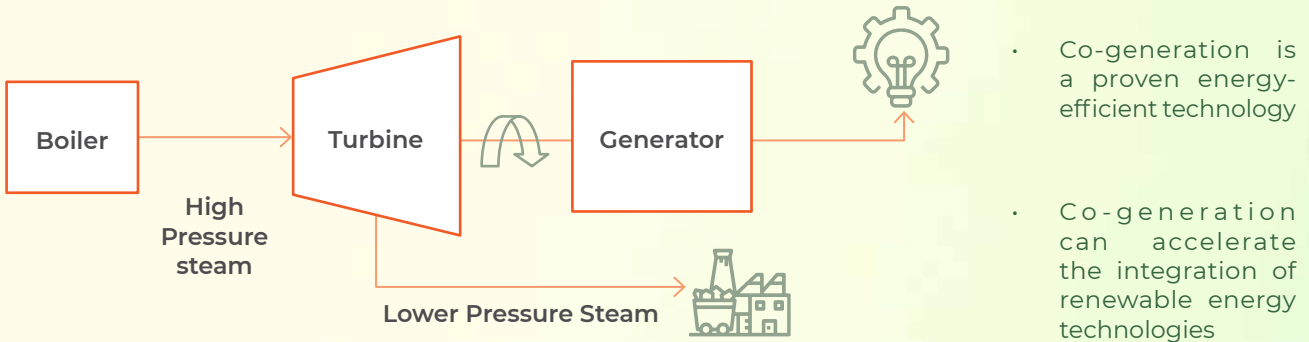 Boiler
Turbine
Generator
High
Pressure
steam
Lower Pressure Steam
• Co-generation is
a proven energy-
efficient technology
• Co-generation
can accelerate
the integration of
renewable energy
technologies